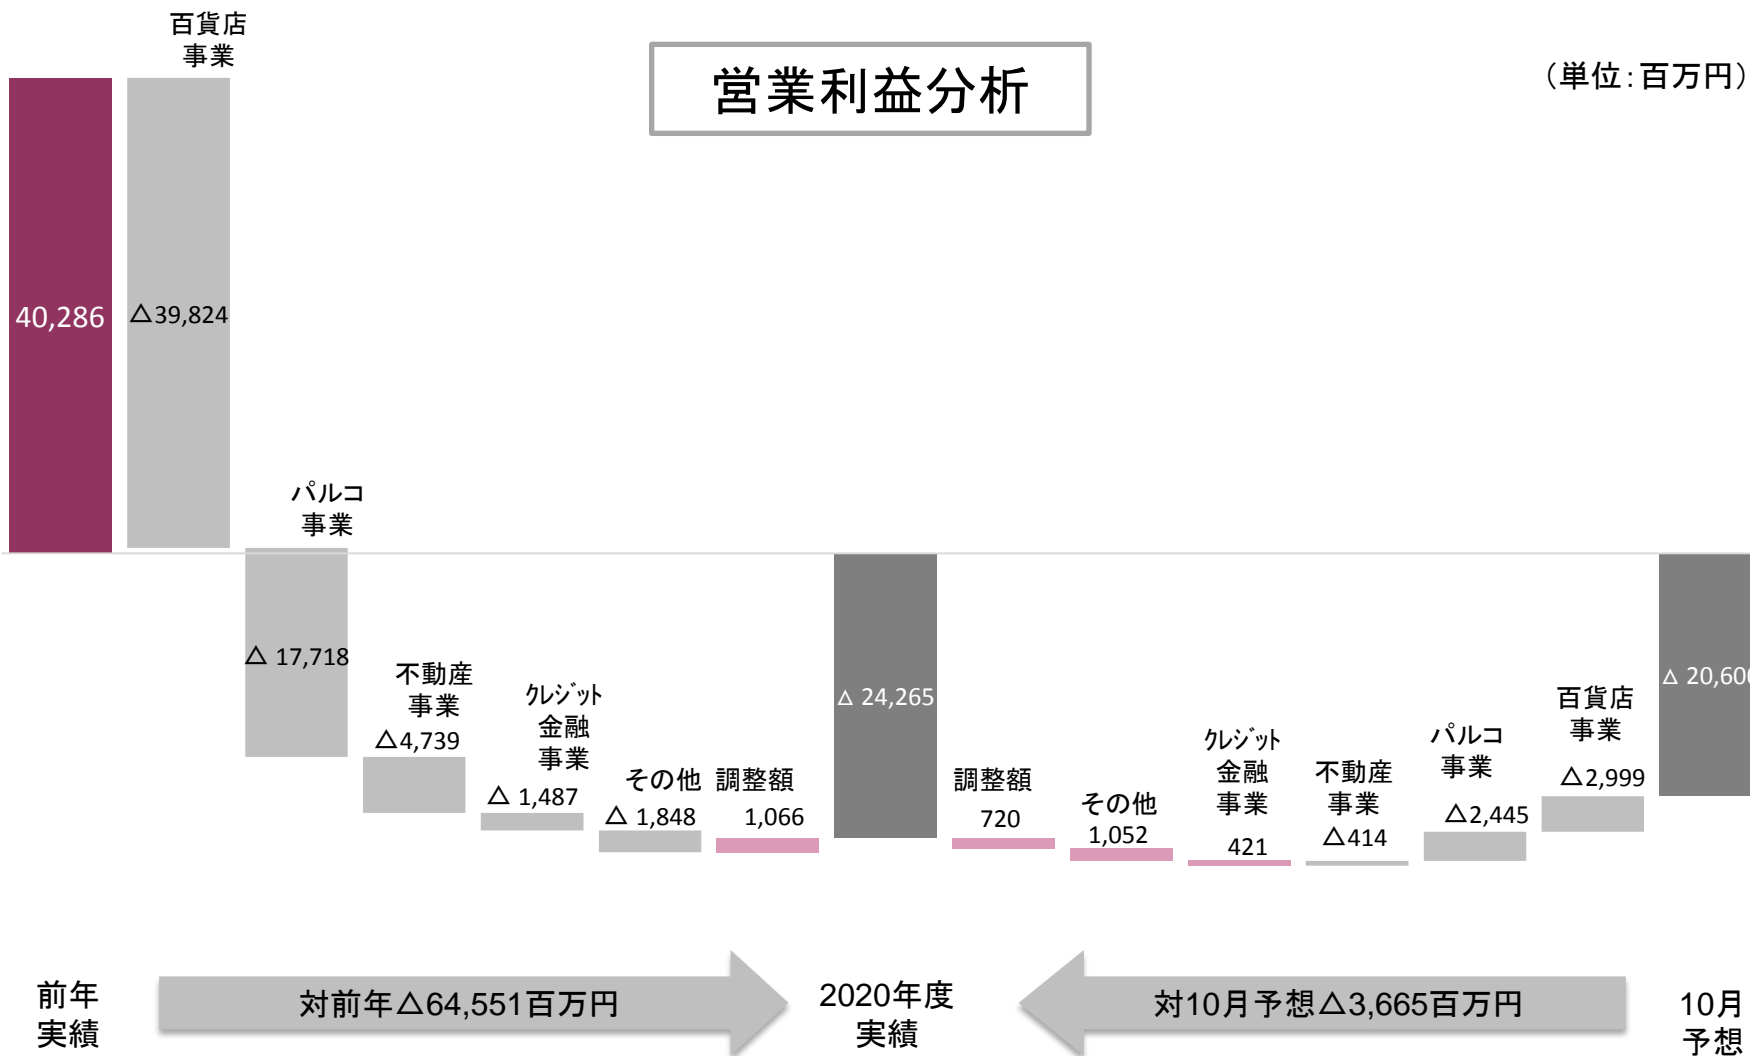 営業利益分析
（単位：百万円）
百貨店
事業
40,286
△39,824
パルコ
事業
△ 17,718
不動産
事業
△4,739
クレジット
金融
事業
△ 1,487
その他
△ 1,848
調整額
1,066
△ 24,265
調整額
720
その他
1,052
クレジット
金融
事業
421
不動産
事業
△414
パルコ
事業
△2,445
百貨店
事業
△2,999
△ 20,600
前年
実績
対前年△64,551百万円
2020年度
実績
対10月予想△3,665百万円
10月
予想